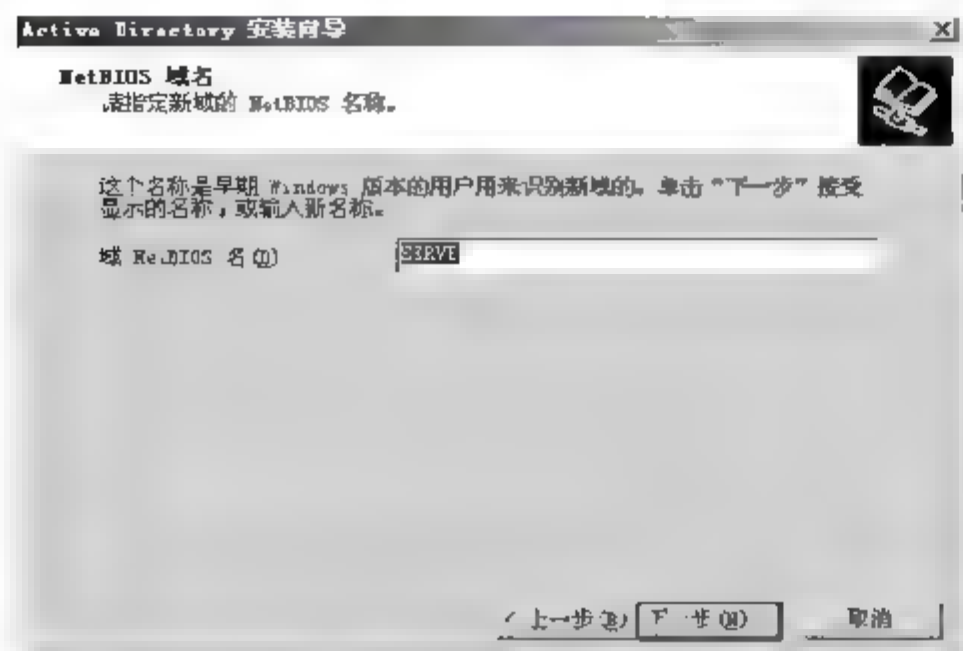 Active Directory 安装向导
NetBIOS 域名
请指定新域的 NetBIOS 名称。
这个名称是早期 Windows 版本的用户用来识别新域的。单击“下一步”接受
显示的名称，或输入新名称。
域 NetBIOS 名(D)
SERVE
< 上一步(B) 下一步(N) 取消